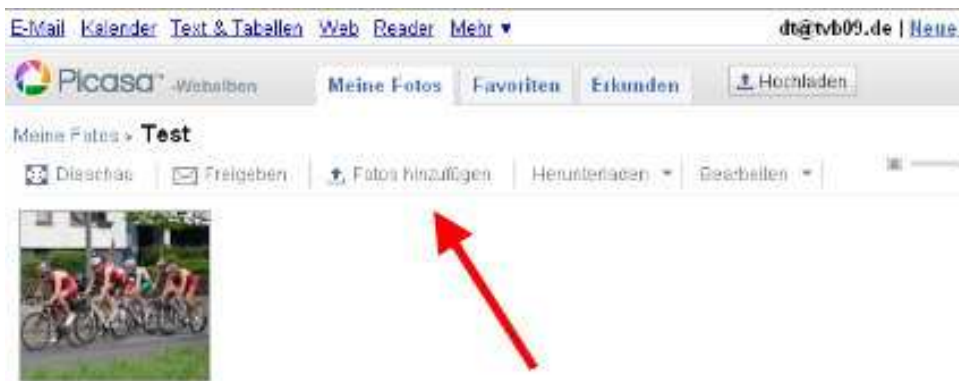 E-Mail Kalender Text & Tabellen Web Reader Mehr ▼ dt@tvb09.de | Neue
Picasa™ -Webalben Meine Fotos Favoriten Erkunden Hochladen
Meine Fotos > Test
Diaschau Freigeben Fotos hinzufügen Herunterladen ▼ Bearbeiten ▼